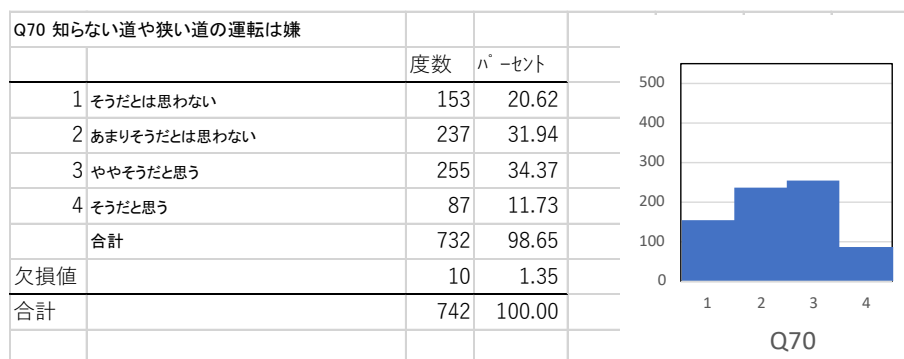 Q70 知らない道や狭い道の運転は嫌
度数 ﾊﾟｰｾﾝﾄ
1 そうだとは思わない 153 20.62
2 あまりそうだとは思わない 237 31.94
3 ややそうだと思う 255 34.37
4 そうだと思う 87 11.73
合計 732 98.65
欠損値 10 1.35
合計 742 100.00
500
400
300
200
100
0
1 2 3 4
Q70